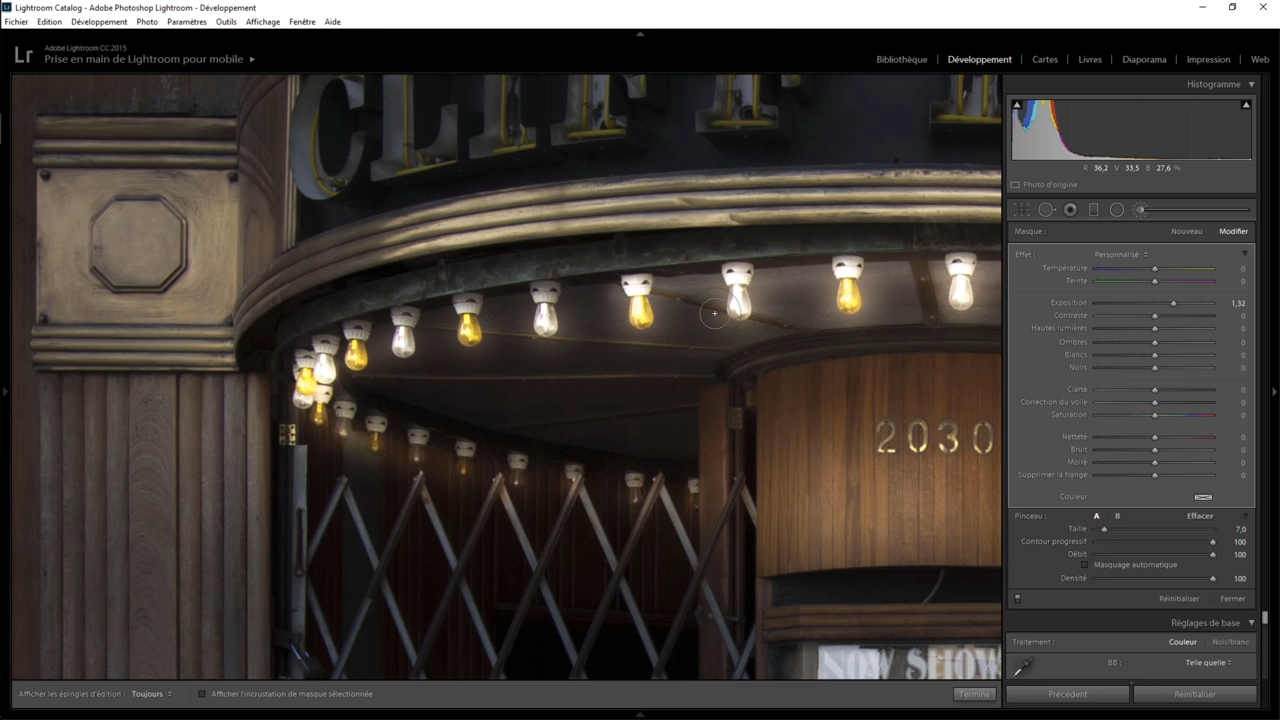 Lightroom Catalog - Adobe Photoshop Lightroom - Développement
Fichier Edition Développement Photo Paramètres Outils Affichage Fenêtre Aide
Lr
Adobe Lightroom CC 2015
Prise en main de Lightroom pour mobile
Bibliothèque | Développement | Cartes | Livres | Diaporama | Impression | Web
Histogramme
R 36,2 V 33,5 B 27,6 %
Photo d'origine
Masque : Nouveau Modifier
Effet : Personnalisé
Température 0
Teinte 0
Exposition 1,32
Contraste 0
Hautes lumières 0
Ombres 0
Blancs 0
Noirs 0
Clarté 0
Correction du voile 0
Saturation 0
Netteté 0
Bruit 0
Moiré 0
Supprimer la frange 0
Couleur
Pinceau : A B Effacer
Taille 7,0
Contour progressif 100
Débit 100
Masquage automatique
Densité 100
Réinitialiser Fermer
Réglages de base
Traitement : Couleur Noir/blanc
BB : Telle quelle
Précédent Réinitialiser
2030
NOW SHOW
Afficher les épingles d'édition : Toujours Afficher l'incrustation de masque sélectionnée Terminé